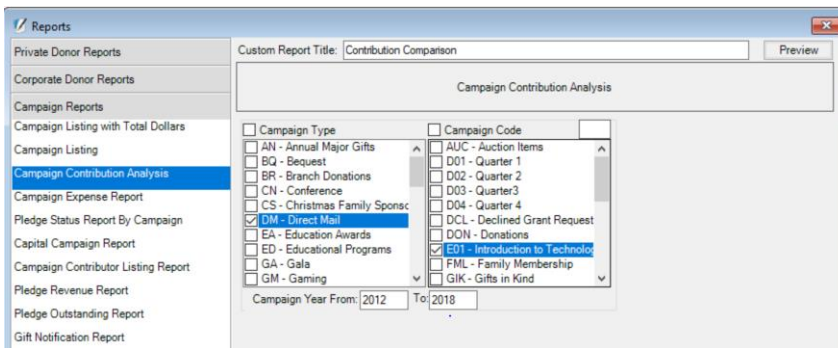 Reports
Private Donor Reports
Corporate Donor Reports
Campaign Reports
Campaign Listing with Total Dollars
Campaign Listing
Campaign Contribution Analysis
Campaign Expense Report
Pledge Status Report By Campaign
Capital Campaign Report
Campaign Contributor Listing Report
Pledge Revenue Report
Pledge Outstanding Report
Gift Notification Report
Custom Report Title: Contribution Comparison Preview
Campaign Contribution Analysis
Campaign Type
AN - Annual Major Gifts
BQ - Bequest
BR - Branch Donations
CN - Conference
CS - Christmas Family Sponsc
DM - Direct Mail
EA - Education Awards
ED - Educational Programs
GA - Gala
GM - Gaming
Campaign Code
AUC - Auction Items
D01 - Quarter 1
D02 - Quarter 2
D03 - Quarter3
D04 - Quarter 4
DCL - Declined Grant Request
DON - Donations
E01 - Introduction to Technolog
FML - Family Membership
GIK - Gifts in Kind
Campaign Year From: 2012 To: 2018